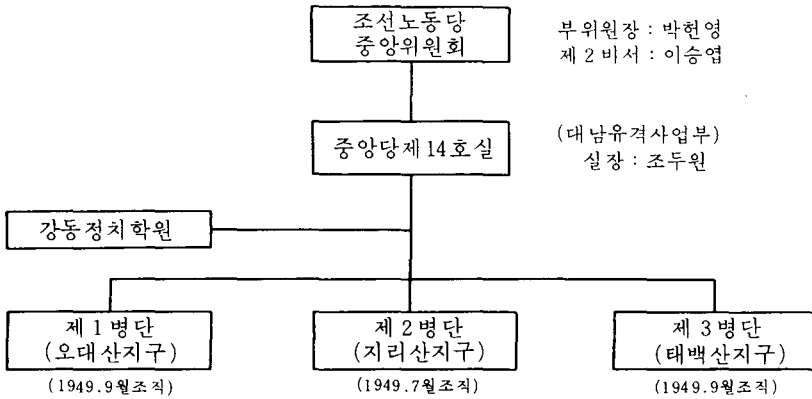 조선노동당
중앙위원회
부위원장 : 박헌영
제 2 비서 : 이승엽
중앙당제 14호실
(대남유격사업부)
실장 : 조두원
강동정치학원
제 1 병단
(오대산지구)
(1949.9월조직)
제 2 병단
(지리산지구)
(1949.7월조직)
제 3 병단
(태백산지구)
(1949.9월조직)